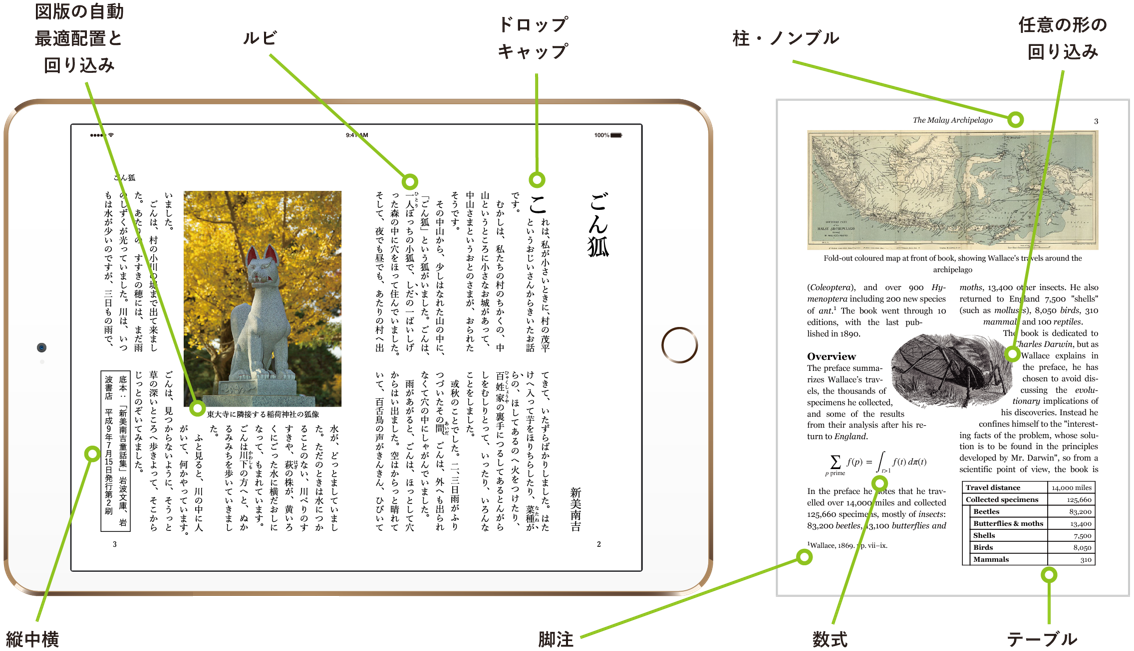 図版の自動
最適配置と
回り込み
ルビ
ドロップ
キャップ
柱・ノンブル
任意の形の
回り込み
9:41 AM
100%
ごん狐
新美南吉
これは、私が小さいときに、村の茂平
というおじいさんからきいたお話
です。
むかしは、私たちの村のちかくの、中
山というところに小さなお城があって、
中山さまというおとのさまが、おられた
そうです。
その中山から、少しはなれた山の中に、
「ごん狐」という狐がいました。ごんは、
一人ぼっちの小狐で、しだの一ぱいしげ
ひとり
った森の中に穴をほって住んでいました。
そして、夜でも昼でも、あたりの村へ出
てきて、いたずらばかりしました。はた
けへ入って芋をほりちらしたり、菜種が
なたね
らの、ほしてあるのへ火をつけたり、
百姓家の裏手につるしてあるとんがら
ひゃくしょうや
しをむしりとって、いったり、いろんな
ことをしました。
或秋のことでした。二、三日雨がふり
つづいたその間、ごんは、外へも出られ
あいだ
なくて穴の中にしゃがんでいました。
雨があがると、ごんは、ほっとして穴
からはい出ました。空はからっと晴れて
いて、百舌鳥の声がきんきん、ひびいて
2
ごん狐
いました。
ごんは、村の小川の堤まで出て来まし
た。あたりの、すすきの穂には、まだ雨
のしずくが光っていました。川は、いつ
もは水が少いのですが、三日もの雨で、
東大寺に隣接する稲荷神社の狐像
水が、どっとましていまし
た。ただのときは水につか
ることのない、川べりのす
すきや、萩の株が、黄いろ
はぎ
くにごった水に横だおしに
なって、もまれています。
ごんは川下の方へと、ぬか
かわしも
るみみちを歩いていきまし
た。
ふと見ると、川の中に人
がいて、何かやっています。
ごんは、見つからないように、そうっと
草の深いところへ歩きよって、そこから
じっとのぞいてみました。
底本:「新美南吉童話集」岩波文庫、岩
波書店 平成9年7月15日発行第2刷
3
The Malay Archipelago
3
Fold-out coloured map at front of book, showing Wallace's travels around the
archipelago
(Coleoptera), and over 900 Hy-
menoptera including 200 new species
of ant.¹ The book went through 10
editions, with the last pub-
lished in 1890.
Overview
The preface summa-
rizes Wallace's trav-
els, the thousands of
specimens he collected,
and some of the results
from their analysis after his re-
turn to England.
∑ f(p) = ∫ f(t) dπ(t)
p prime t>1
In the preface he notes that he trav-
elled over 14,000 miles and collected
125,660 specimens, mostly of insects:
83,200 beetles, 13,100 butterflies and
¹Wallace, 1869. pp. vii–ix.
moths, 13,400 other insects. He also
returned to England 7,500 "shells"
(such as molluscs), 8,050 birds, 310
mammals and 100 reptiles.
The book is dedicated to
Charles Darwin, but as
Wallace explains in
the preface, he has
chosen to avoid dis-
cussing the evolu-
tionary implications of
his discoveries. Instead he
confines himself to the "interest-
ing facts of the problem, whose solu-
tion is to be found in the principles
developed by Mr. Darwin", so from a
scientific point of view, the book is
Travel distance 14,000 miles
Collected specimens 125,660
Beetles 83,200
Butterflies & moths 13,400
Shells 7,500
Birds 8,050
Mammals 310
縦中横
脚注
数式
テーブル